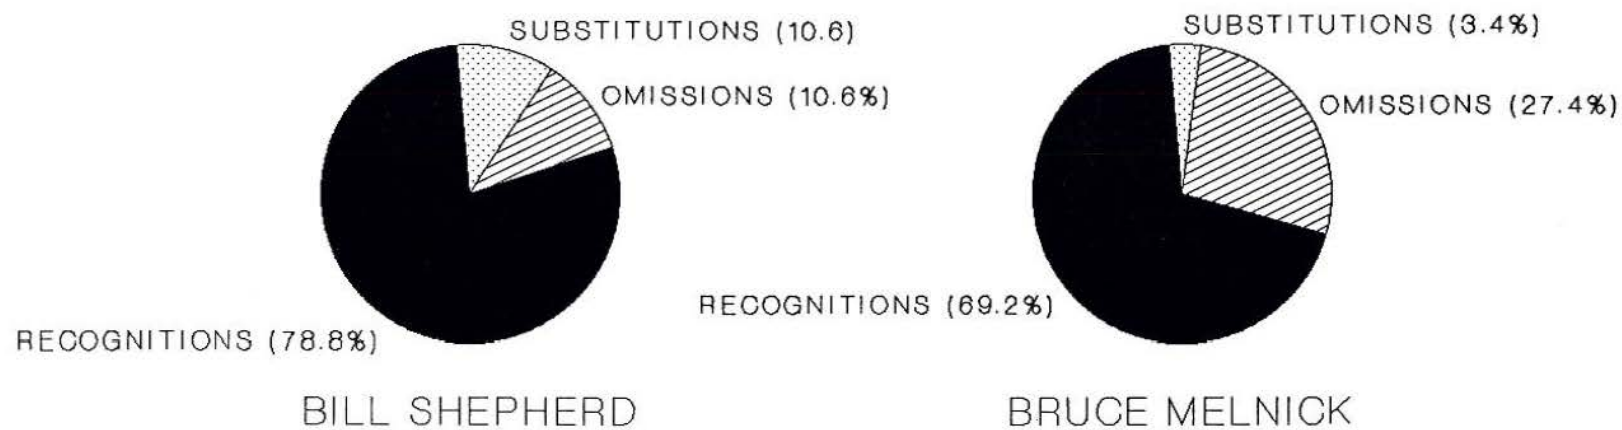 SUBSTITUTIONS (10.6)
OMISSIONS (10.6%)
RECOGNITIONS (78.8%)
BILL SHEPHERD
SUBSTITUTIONS (3.4%)
OMISSIONS (27.4%)
RECOGNITIONS (69.2%)
BRUCE MELNICK